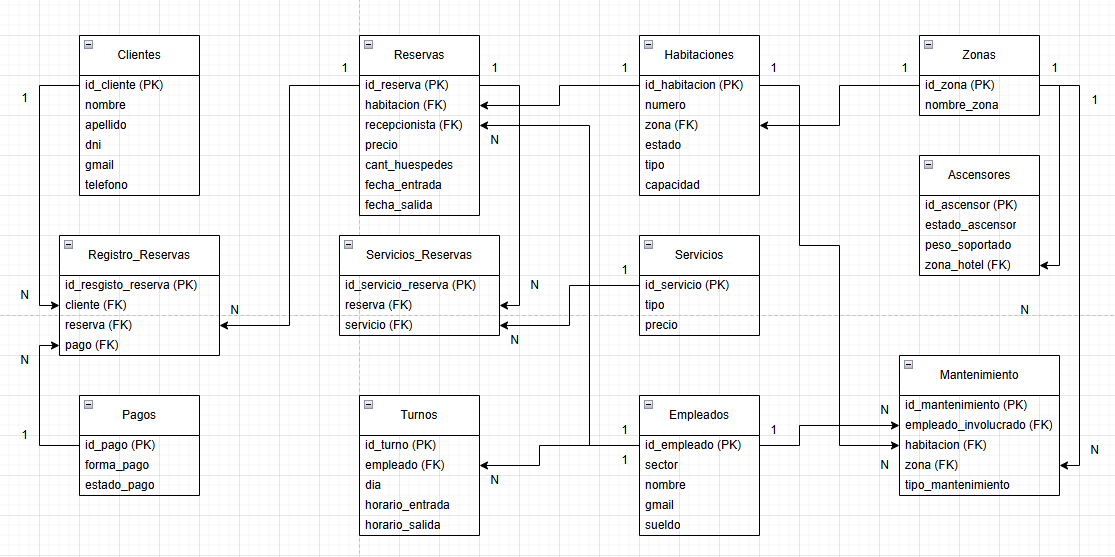 Clientes
id_cliente (PK)
nombre
apellido
dni
gmail
telefono
1
Reservas
id_reserva (PK)
habitacion (FK)
recepcionista (FK)
precio
cant_huespedes
fecha_entrada
fecha_salida
1
1
N
Habitaciones
id_habitacion (PK)
numero
zona (FK)
estado
tipo
capacidad
1
1
Zonas
id_zona (PK)
nombre_zona
1
1
1
Ascensores
id_ascensor (PK)
estado_ascensor
peso_soportado
zona_hotel (FK)
N
Registro_Reservas
id_resgisto_reserva (PK)
cliente (FK)
reserva (FK)
pago (FK)
N
N
N
Servicios_Reservas
id_servicio_reserva (PK)
reserva (FK)
servicio (FK)
N
N
Servicios
id_servicio (PK)
tipo
precio
1
Pagos
id_pago (PK)
forma_pago
estado_pago
1
Turnos
id_turno (PK)
empleado (FK)
dia
horario_entrada
horario_salida
N
Empleados
id_empleado (PK)
sector
nombre
gmail
sueldo
1
1
1
Mantenimiento
id_mantenimiento (PK)
empleado_involucrado (FK)
habitacion (FK)
zona (FK)
tipo_mantenimiento
N
N
N